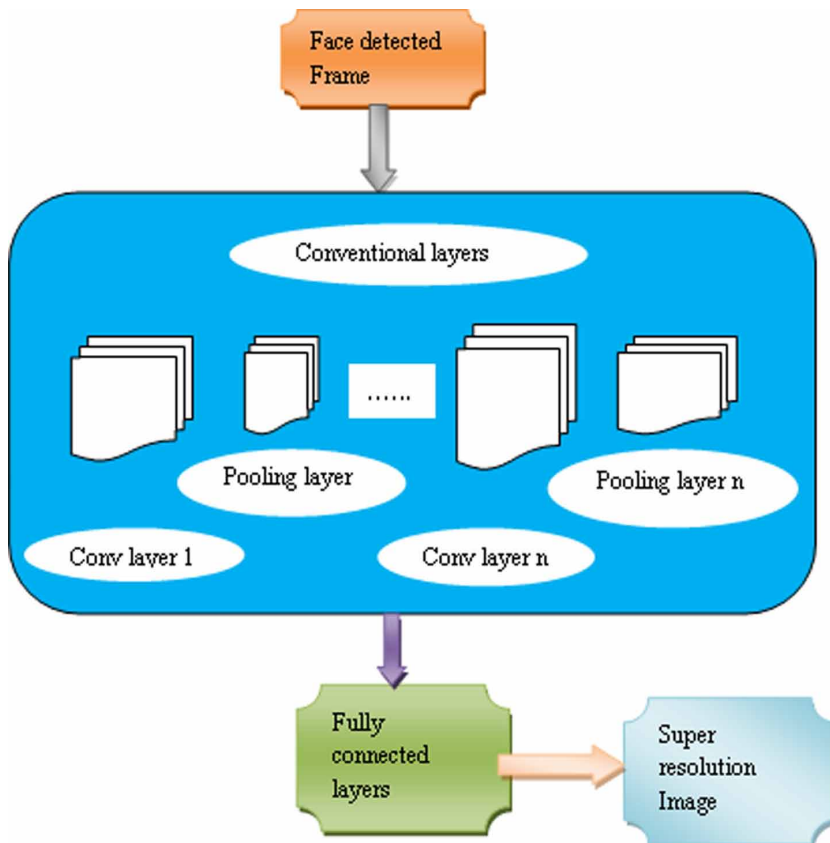 Face detected
Frame
Conventional layers
......
Pooling layer
Pooling layer n
Conv layer 1
Conv layer n
Fully
connected
layers
Super
resolution
Image